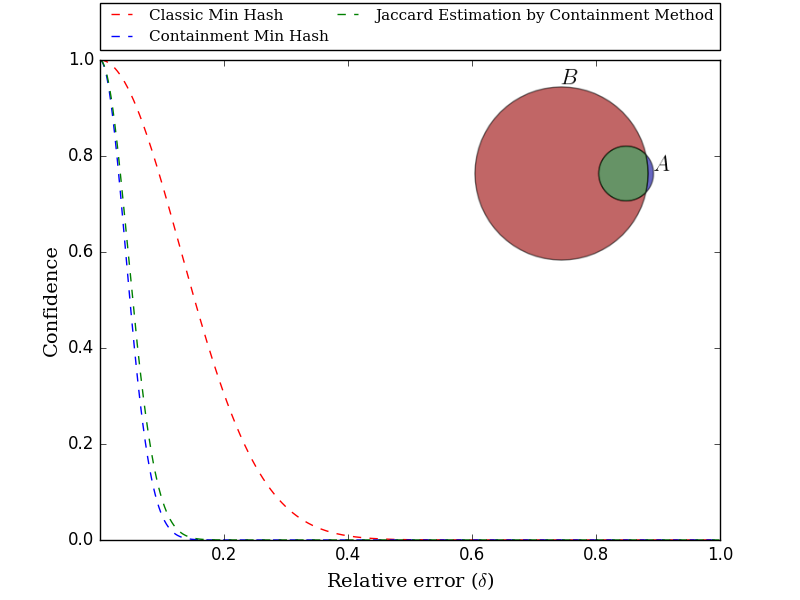 Classic Min Hash
Containment Min Hash
Jaccard Estimation by Containment Method
1.0
0.8
0.6
0.4
0.2
0.0
Confidence
B
A
0.2 0.4 0.6 0.8 1.0
Relative error (δ)